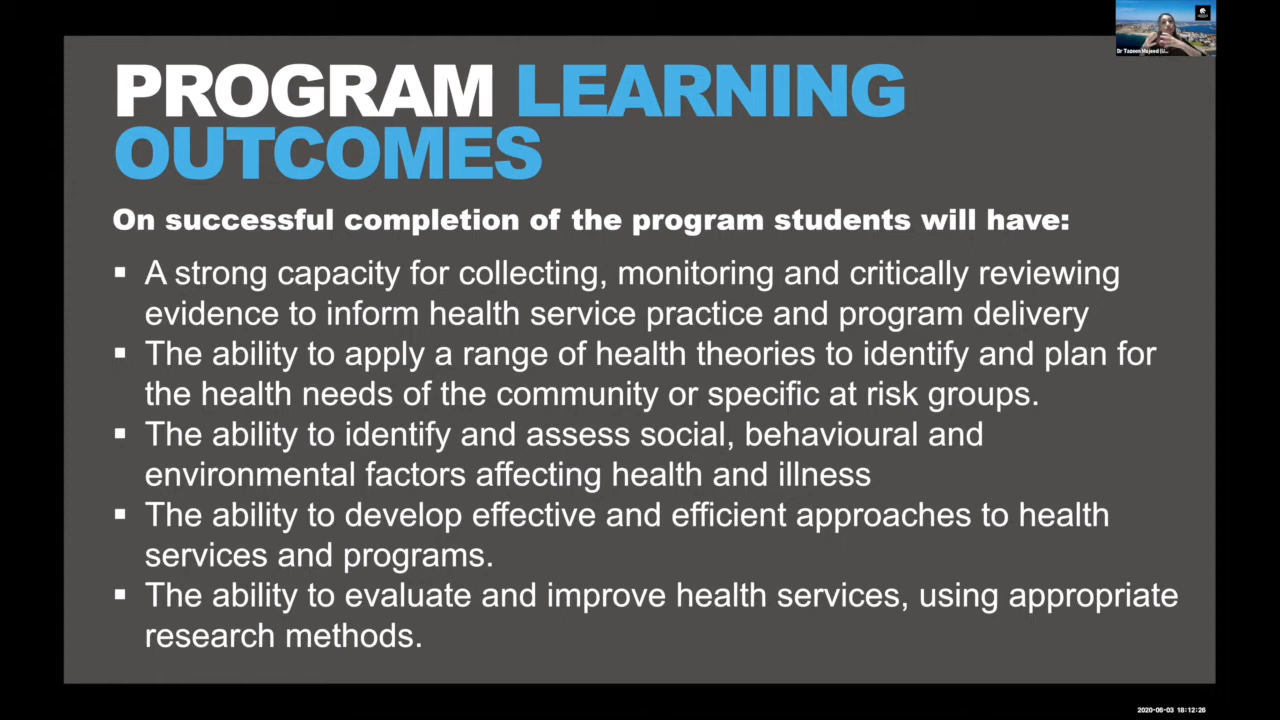 PROGRAM LEARNING
OUTCOMES
On successful completion of the program students will have:
▪ A strong capacity for collecting, monitoring and critically reviewing
evidence to inform health service practice and program delivery
▪ The ability to apply a range of health theories to identify and plan for
the health needs of the community or specific at risk groups.
▪ The ability to identify and assess social, behavioural and
environmental factors affecting health and illness
▪ The ability to develop effective and efficient approaches to health
services and programs.
▪ The ability to evaluate and improve health services, using appropriate
research methods.
Dr Tazeen Majeed (U...
2020-06-03 18:12:26